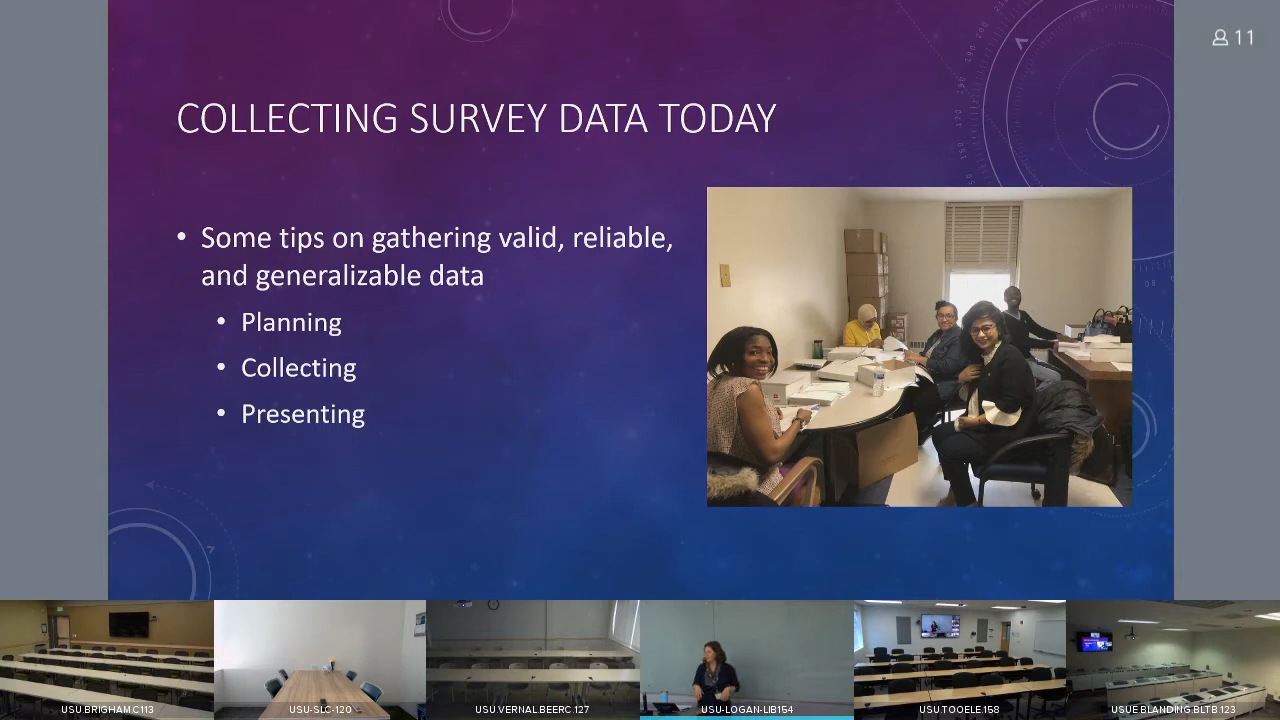 11
COLLECTING SURVEY DATA TODAY
• Some tips on gathering valid, reliable,
and generalizable data
• Planning
• Collecting
• Presenting
USU BRIGHAM C113
USU-SLC-120
USU VERNAL BEERC 127
USU-LOGAN-LIB154
USU TOOELE 158
USUE BLANDING BLTB 123